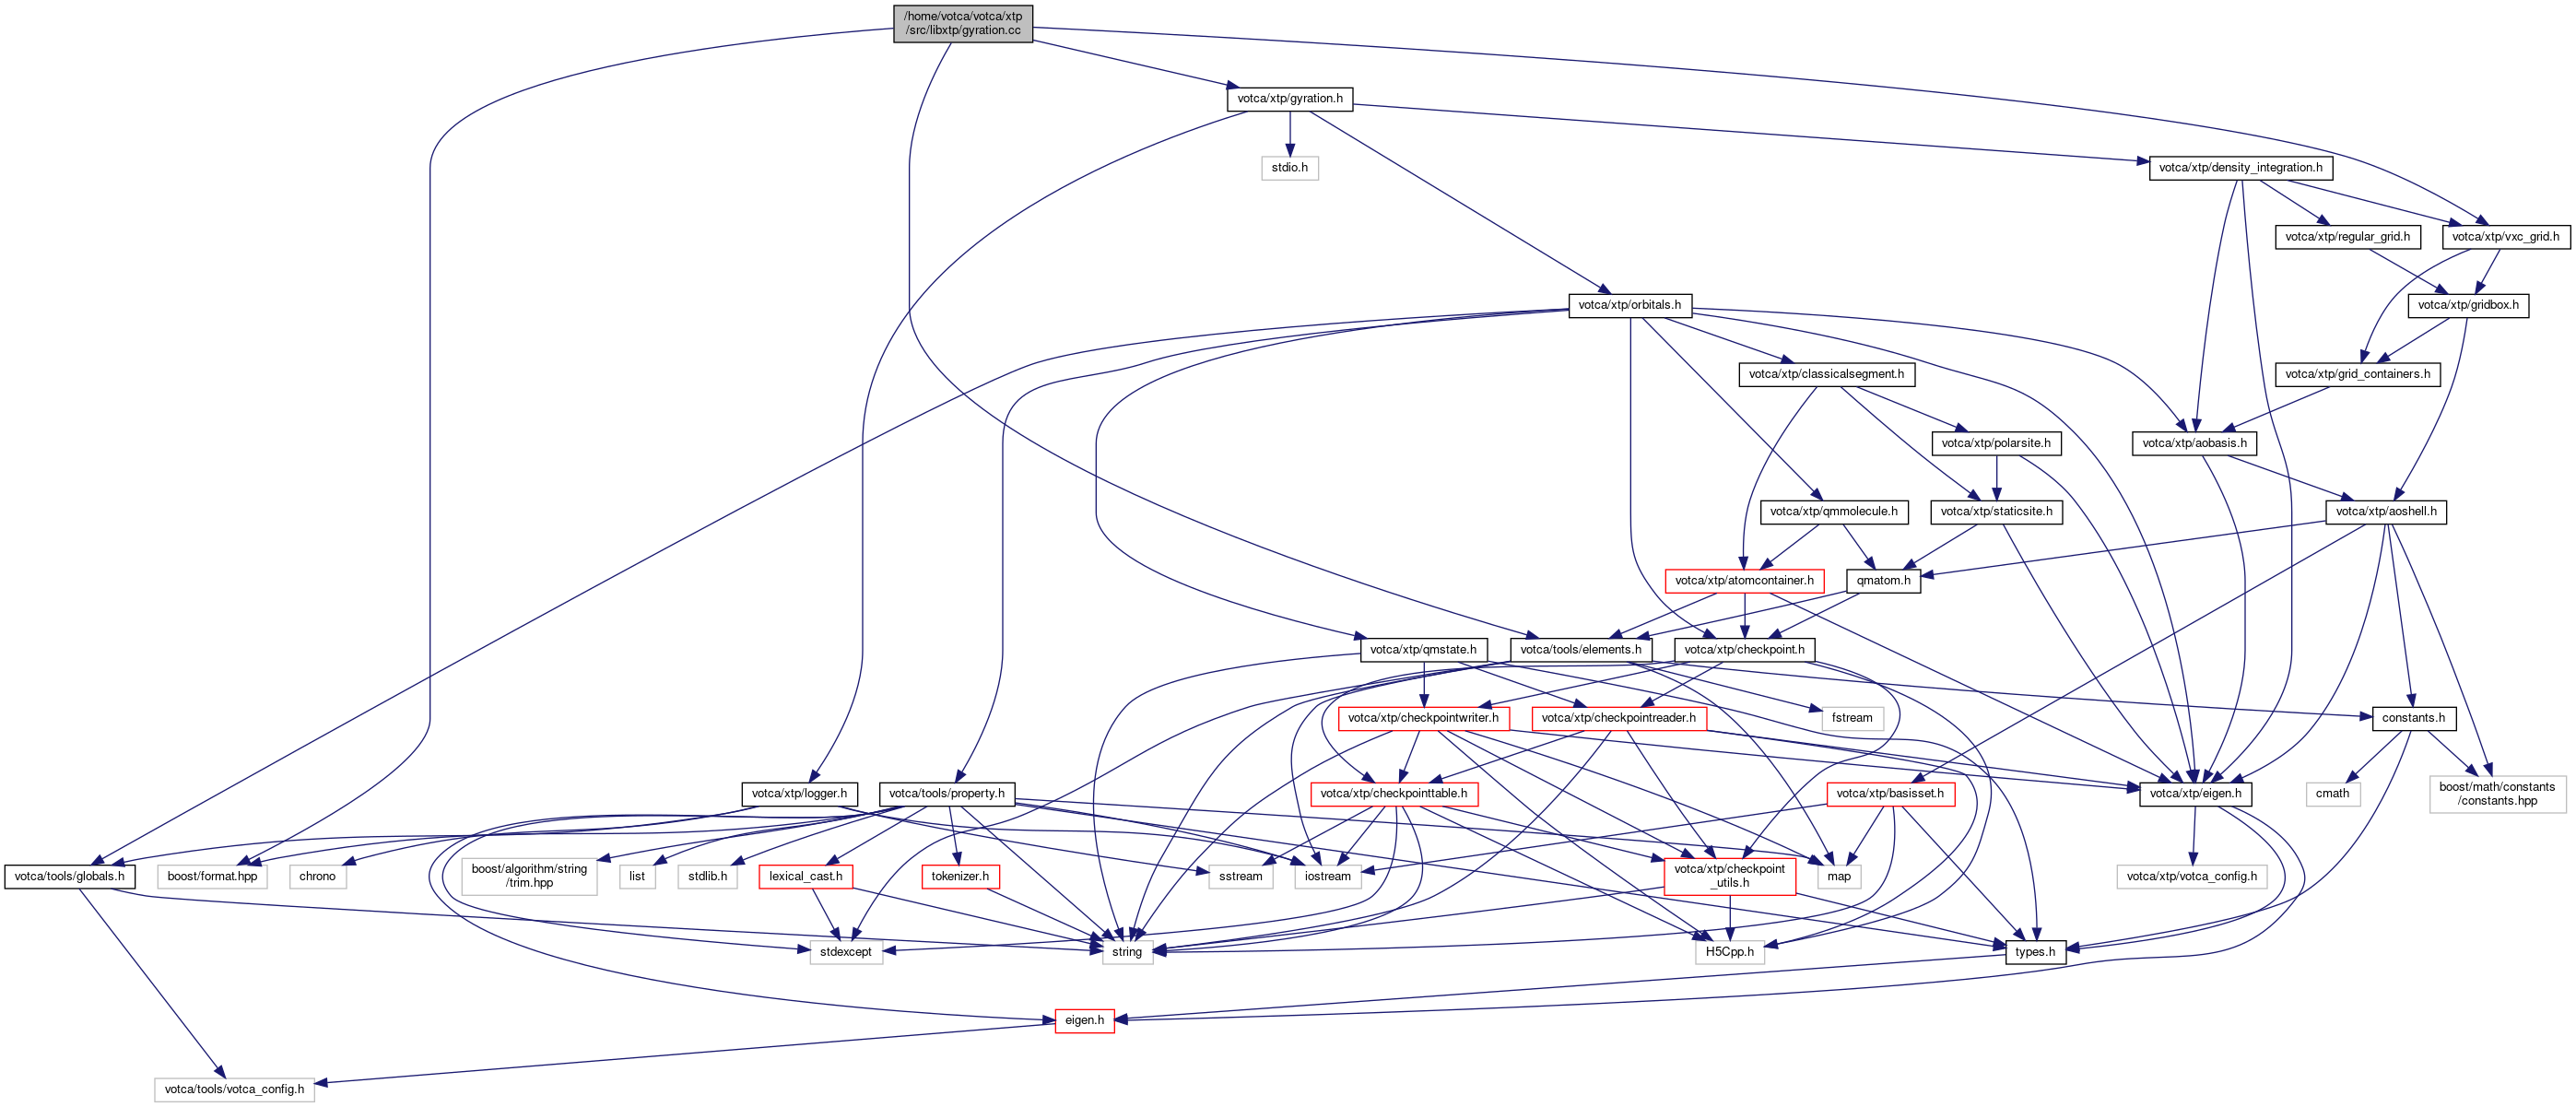 /home/votca/votca/xtp
/src/libxtp/gyration.cc
votca/xtp/gyration.h
stdio.h
votca/xtp/density_integration.h
votca/xtp/regular_grid.h
votca/xtp/vxc_grid.h
votca/xtp/orbitals.h
votca/xtp/gridbox.h
votca/xtp/classicalsegment.h
votca/xtp/grid_containers.h
votca/xtp/polarsite.h
votca/xtp/aobasis.h
votca/xtp/qmmolecule.h
votca/xtp/staticsite.h
votca/xtp/aoshell.h
votca/xtp/atomcontainer.h
qmatom.h
votca/xtp/qmstate.h
votca/tools/elements.h
votca/xtp/checkpoint.h
votca/xtp/checkpointwriter.h
votca/xtp/checkpointreader.h
fstream
constants.h
votca/xtp/logger.h
votca/tools/property.h
votca/xtp/checkpointtable.h
votca/xtp/basisset.h
votca/xtp/eigen.h
cmath
boost/math/constants
/constants.hpp
votca/tools/globals.h
boost/format.hpp
chrono
boost/algorithm/string
/trim.hpp
list
stdlib.h
lexical_cast.h
tokenizer.h
sstream
iostream
votca/xtp/checkpoint
_utils.h
map
votca/xtp/votca_config.h
stdexcept
string
H5Cpp.h
types.h
eigen.h
votca/tools/votca_config.h